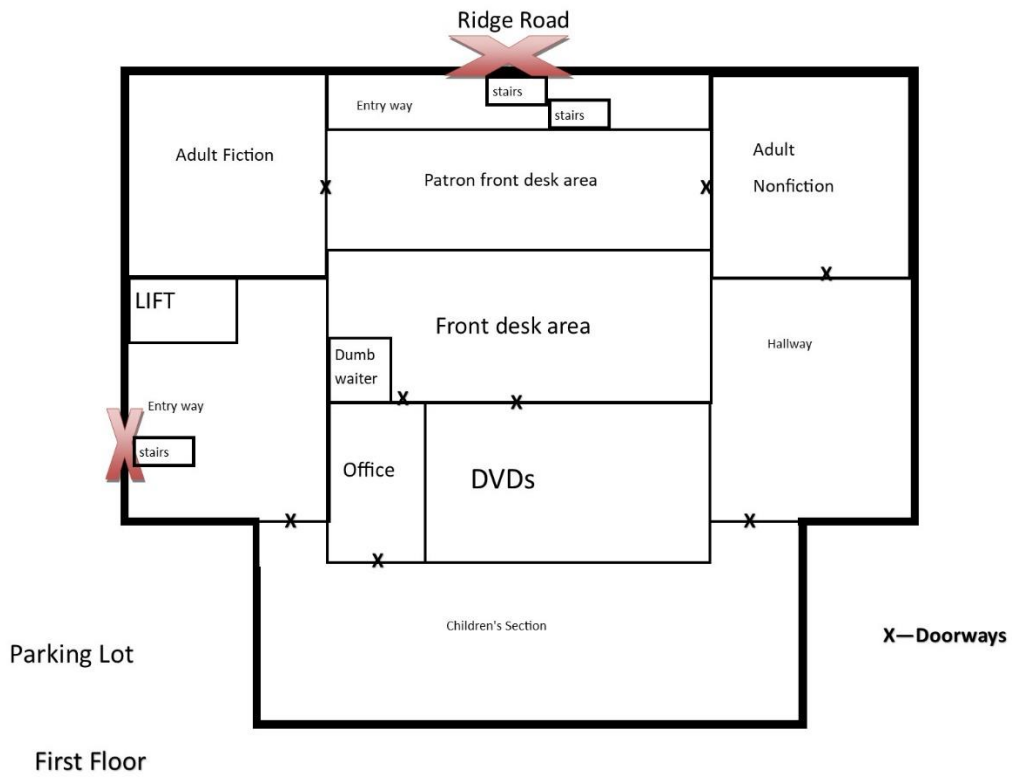 Ridge Road
stairs
Entry way
stairs
Adult Fiction
Patron front desk area
Adult
Nonfiction
X
X
X
LIFT
Front desk area
Hallway
Dumb
waiter
X
X
Entry way
stairs
Office
DVDs
X
X
X
Children's Section
X—Doorways
Parking Lot
First Floor